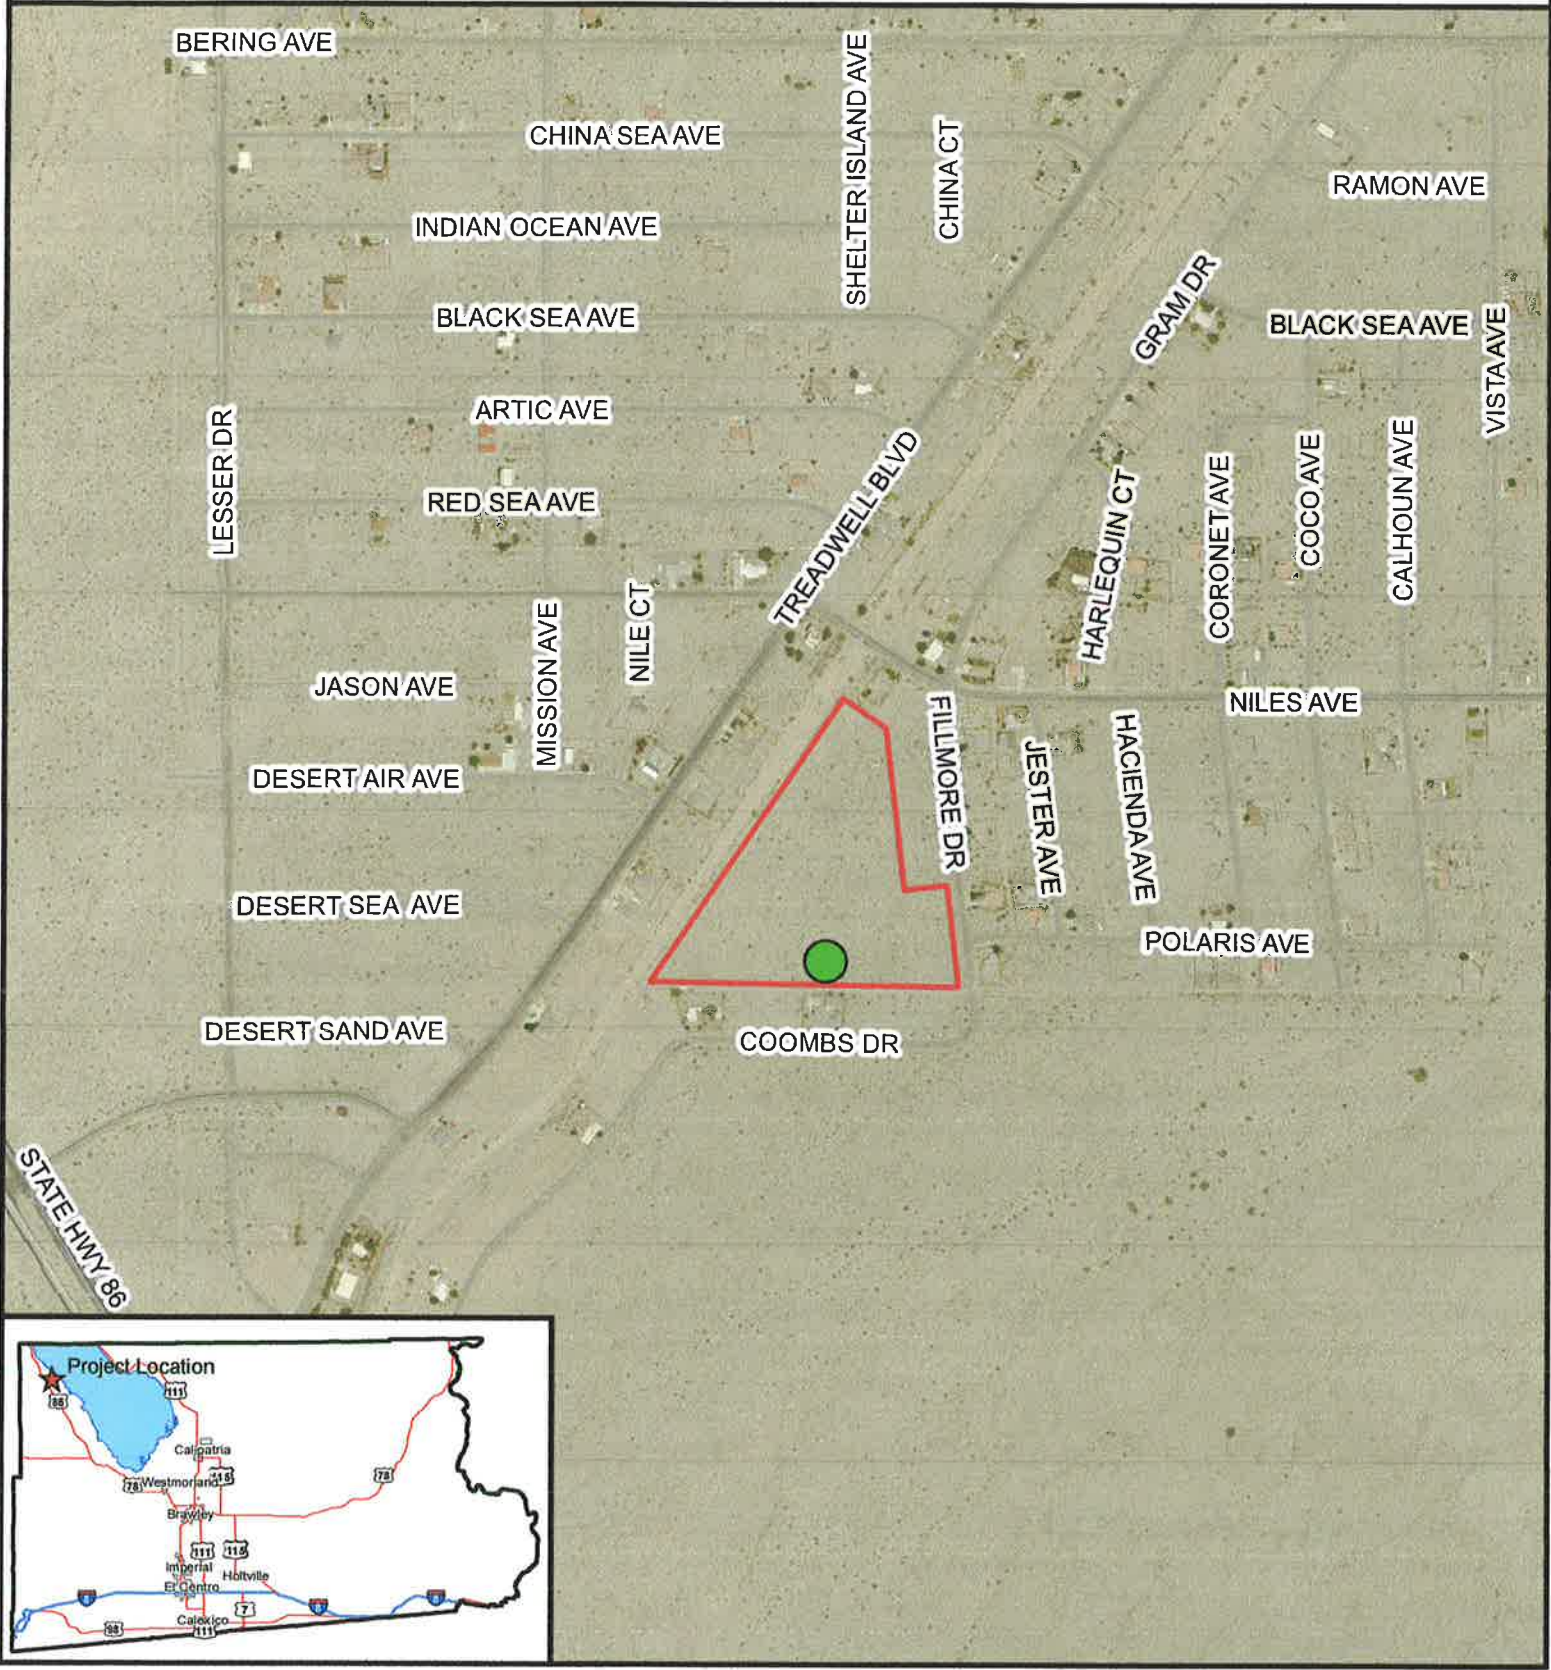 BERING AVE
SHELTER ISLAND AVE
CHINA SEA AVE
CHINA CT
RAMON AVE
INDIAN OCEAN AVE
GRAM DR
BLACK SEA AVE
BLACK SEA AVE
VISTA AVE
ARTIC AVE
LESSER DR
TREADWELL BLVD
RED SEA AVE
HARLEQUIN CT
CORONET AVE
COCO AVE
CALHOUN AVE
NILE CT
MISSION AVE
JASON AVE
NILES AVE
FILLMORE DR
JESTER AVE
HACIENDA AVE
DESERT AIR AVE
DESERT SEA AVE
POLARIS AVE
DESERT SAND AVE
COOMBS DR
STATE HWY 86
Project Location
86
111
Calipatria
115
78
Westmorland
78
Brawley
111
115
Imperial
Holtville
El Centro
7
Calexico
98
111